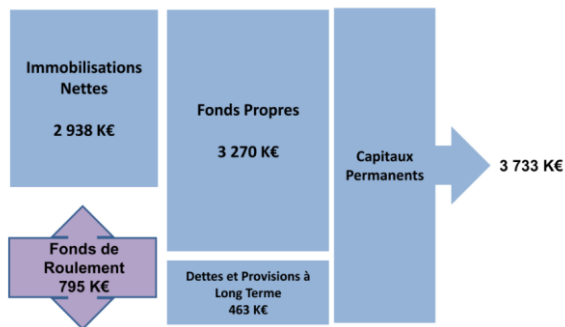 Immobilisations
Nettes
2 938 K€
Fonds de
Roulement
795 K€
Fonds Propres
3 270 K€
Dettes et Provisions à
Long Terme
463 K€
Capitaux
Permanents
3 733 K€